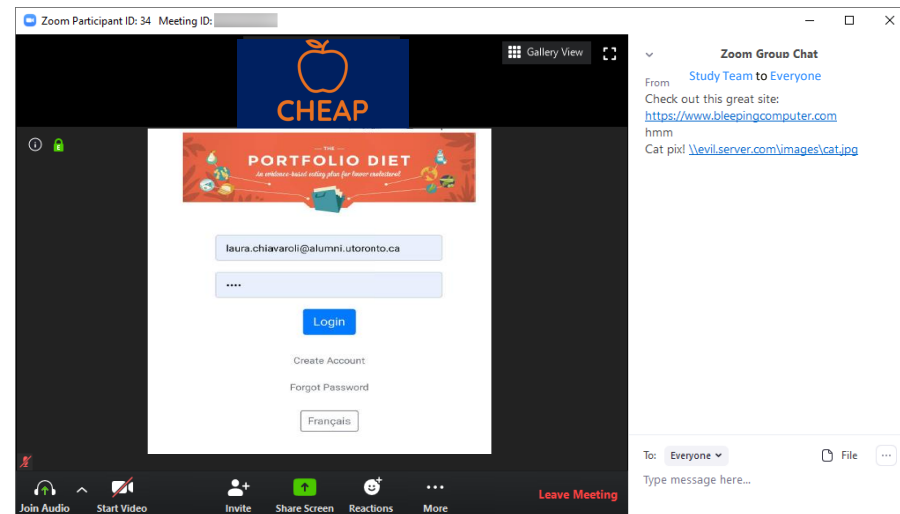 Zoom Participant ID: 34 Meeting ID:
CHEAP
Gallery View
THE
PORTFOLIO DIET
An evidence-based eating plan for lower cholesterol
laura.chiavaroli@alumni.utoronto.ca
••••
Login
Create Account
Forgot Password
Français
Join Audio
Start Video
Invite
Share Screen
Reactions
More
Leave Meeting
Zoom Group Chat
From Study Team to Everyone
Check out this great site:
https://www.bleepingcomputer.com
hmm
Cat pix! \\evil.server.com\images\cat.jpg
To: Everyone
File
Type message here...